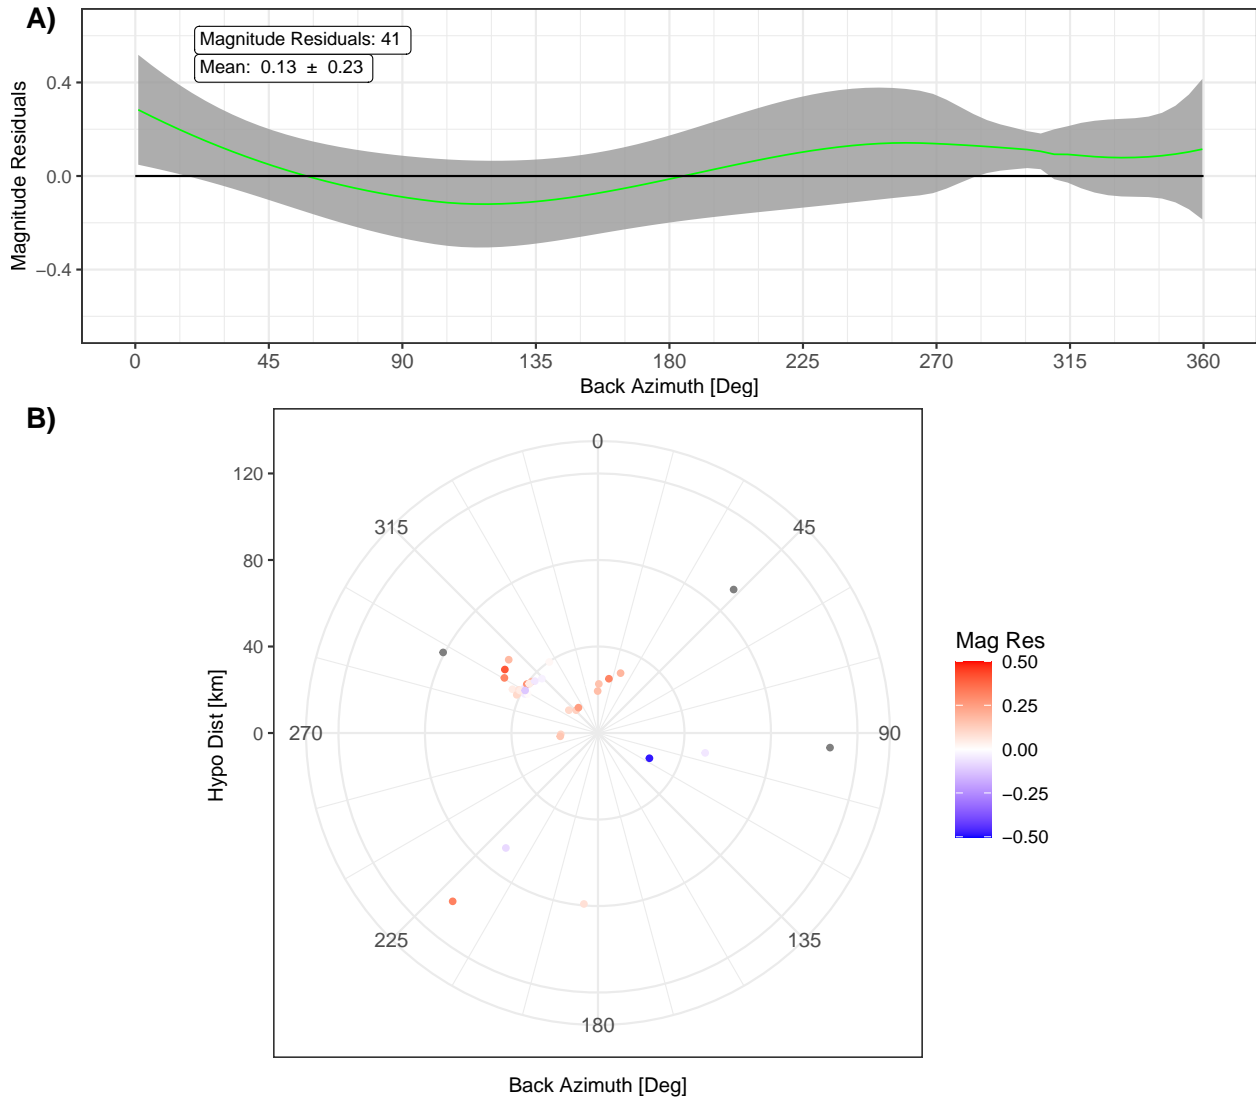 A)
Magnitude Residuals: 41
Mean:  0.13  ±  0.23
Magnitude Residuals
0.4
0.0
−0.4
0 45 90 135 180 225 270 315 360
Back Azimuth [Deg]
B)
Hypo Dist [km]
120
80
40
0
0
45
90
135
180
225
270
315
Back Azimuth [Deg]
Mag Res
0.50
0.25
0.00
−0.25
−0.50